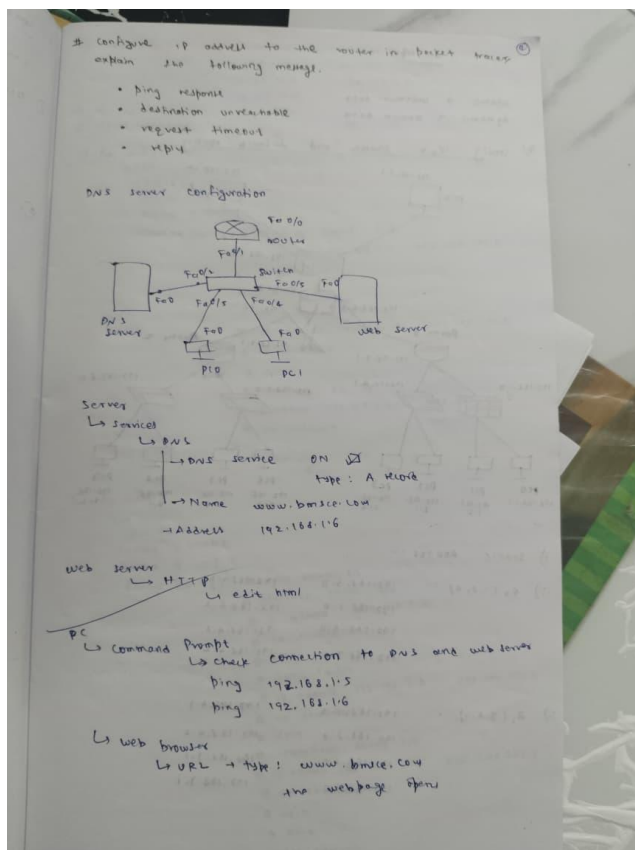 # Configure IP address to the router in packet tracer
explain the following message.
• ping response
• destination unreachable
• request timeout
• reply
DNS server configuration
Fa0/0
router
Fa0/1
Fa0/2
Switch
Fa0/5
Fa0
Fa0
Fa0/3
Fa0/4
DNS
server
Fa0
Fa0
web server
PC0
PC1
Server
↳ Services
↳ DNS
→ DNS service ON ☑
type: A record
→ Name www.bmsce.com
→ Address 192.168.1.6
web server
↳ HTTP
↳ edit html
PC
↳ Command Prompt
↳ check connection to DNS and web server
ping 192.168.1.5
ping 192.168.1.6
↳ web browser
↳ URL → type: www.bmsce.com
the webpage opens